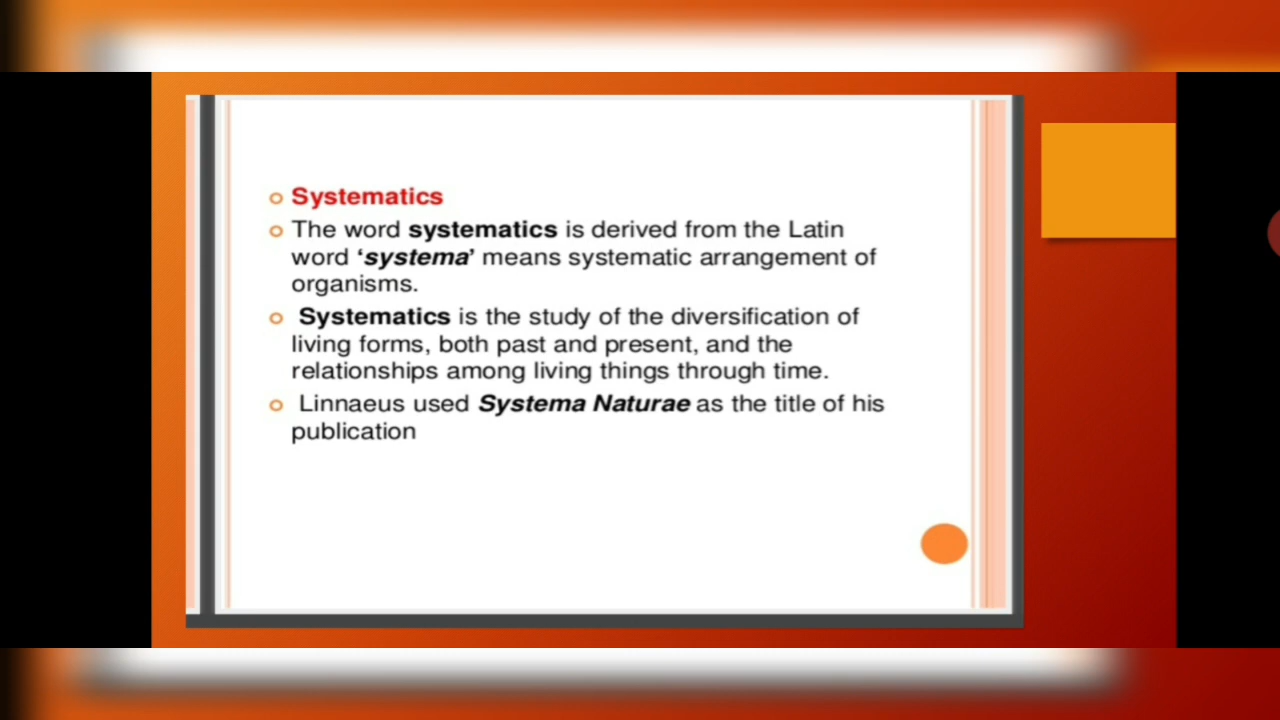 Systematics
The word systematics is derived from the Latin
word ‘systema’ means systematic arrangement of
organisms.
Systematics is the study of the diversification of
living forms, both past and present, and the
relationships among living things through time.
Linnaeus used Systema Naturae as the title of his
publication